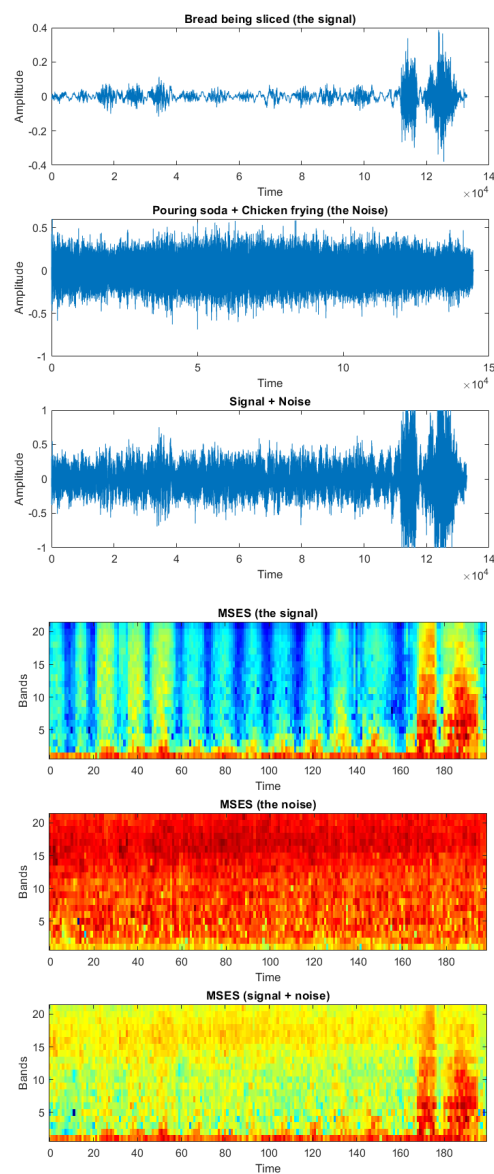 Bread being sliced (the signal)
Amplitude
0.4
0.2
0
-0.2
-0.4
0 2 4 6 8 10 12 14
Time
×10⁴
Pouring soda + Chicken frying (the Noise)
Amplitude
0.5
0
-0.5
-1
0 5 10 15
Time
×10⁴
Signal + Noise
Amplitude
1
0.5
0
-0.5
-1
0 2 4 6 8 10 12 14
Time
×10⁴
MSES (the signal)
Bands
20
15
10
5
0 20 40 60 80 100 120 140 160 180
Time
MSES (the noise)
Bands
20
15
10
5
0 20 40 60 80 100 120 140 160 180
Time
MSES (signal + noise)
Bands
20
15
10
5
0 20 40 60 80 100 120 140 160 180
Time